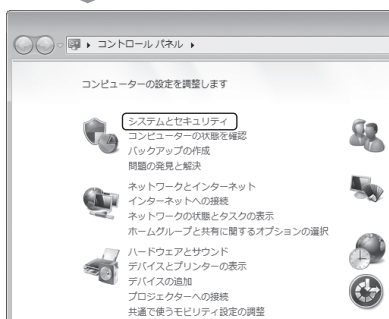 コントロール パネル
コンピューターの設定を調整します
システムとセキュリティ
コンピューターの状態を確認
バックアップの作成
問題の発見と解決
ネットワークとインターネット
インターネットへの接続
ネットワークの状態とタスクの表示
ホームグループと共有に関するオプションの選択
ハードウェアとサウンド
デバイスとプリンターの表示
デバイスの追加
プロジェクターへの接続
共通で使うモビリティ設定の調整